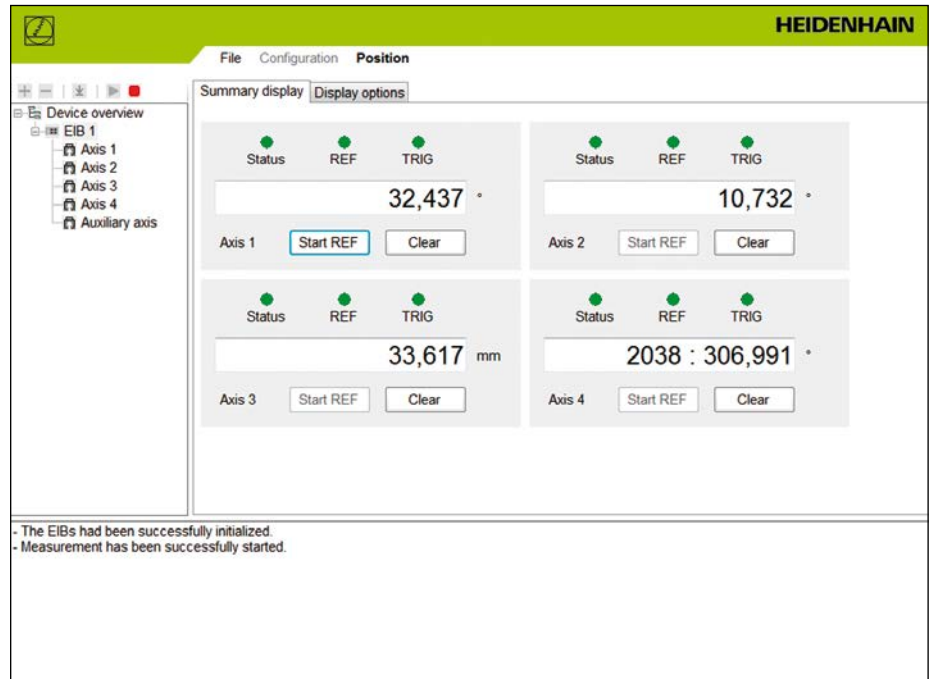 HEIDENHAIN
File Configuration Position
Summary display Display options
Device overview
EIB 1
Axis 1
Axis 2
Axis 3
Axis 4
Auxiliary axis
Status REF TRIG
32,437 °
Axis 1 Start REF Clear
Status REF TRIG
10,732 °
Axis 2 Start REF Clear
Status REF TRIG
33,617 mm
Axis 3 Start REF Clear
Status REF TRIG
2038 : 306,991 °
Axis 4 Start REF Clear
- The EIBs had been successfully initialized.
- Measurement has been successfully started.